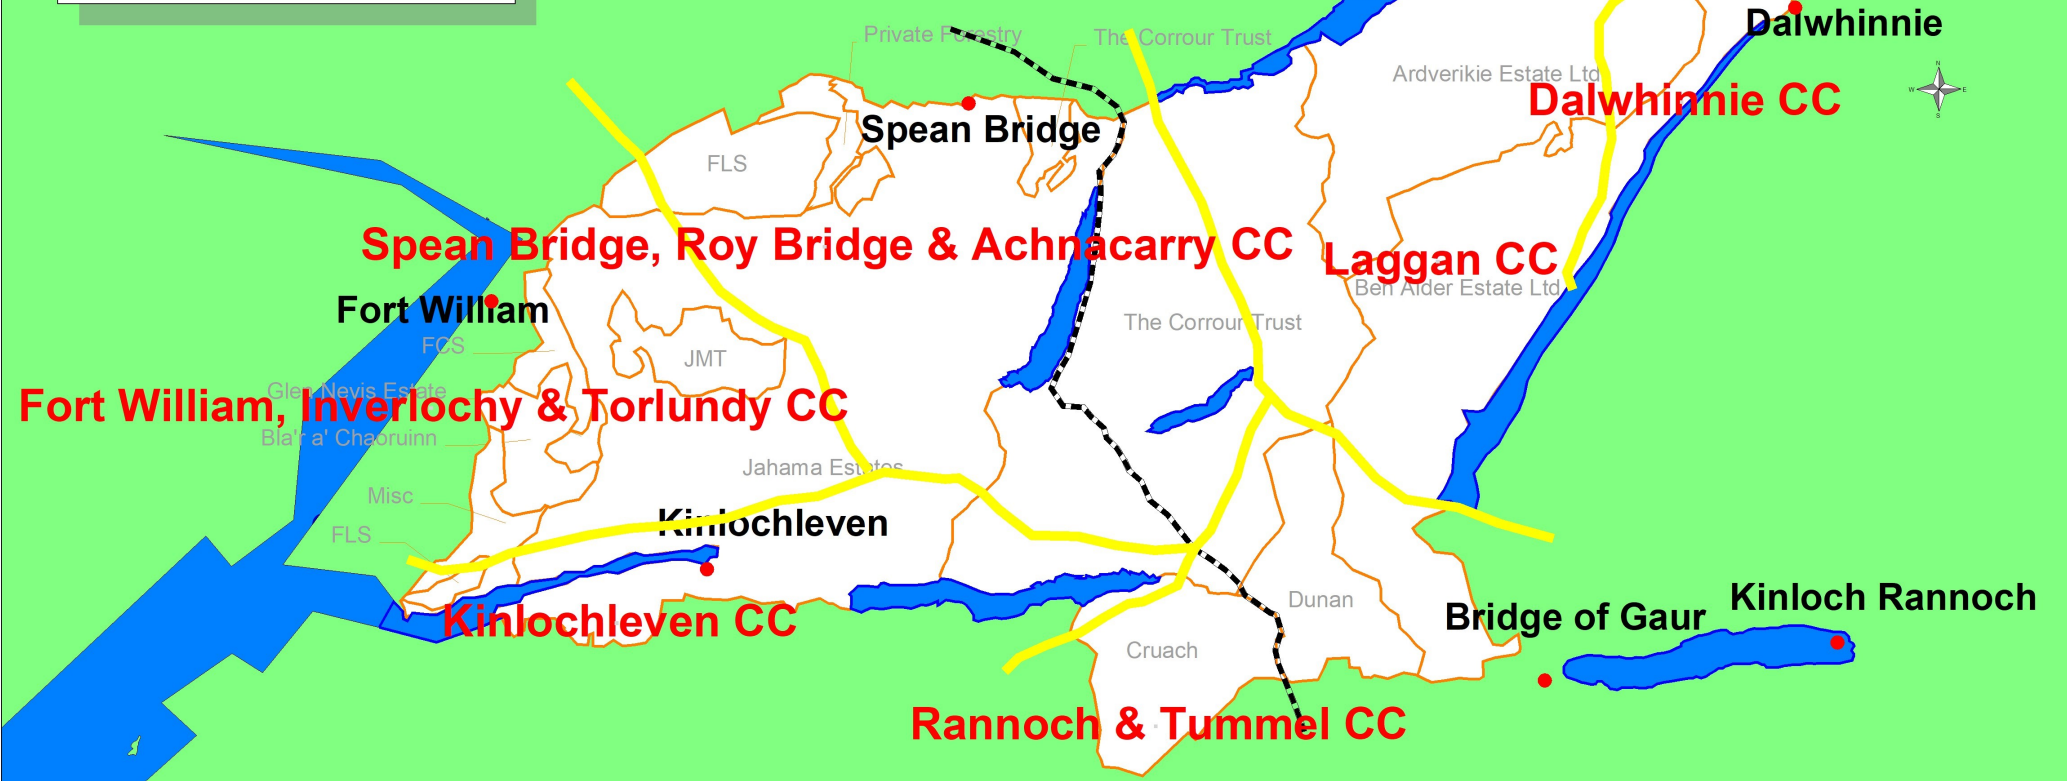 Dalwhinnie
Private Forestry
The Corrour Trust
Ardverikie Estate Ltd
Dalwhinnie CC
N
W
E
S
Spean Bridge
FLS
Spean Bridge, Roy Bridge & Achnacarry CC
Laggan CC
Ben Alder Estate Ltd
Fort William
The Corrour Trust
FCS
JMT
Glen Nevis Estate
Fort William, Inverlochy & Torlundy CC
Bla'r a' Chaoruinn
Jahama Estates
Misc
Kinlochleven
FLS
Kinlochleven CC
Dunan
Bridge of Gaur
Kinloch Rannoch
Cruach
Rannoch & Tummel CC